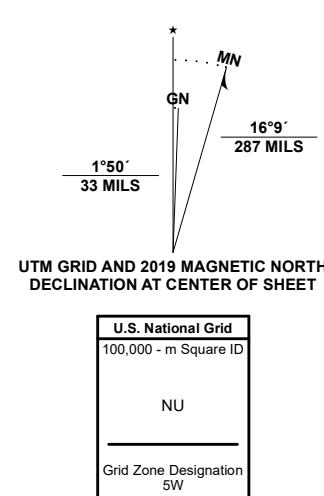 ★
MN
GN
16°9´
287 MILS
1°50´
33 MILS
UTM GRID AND 2019 MAGNETIC NORTH
DECLINATION AT CENTER OF SHEET
U.S. National Grid
100,000 - m Square ID
NU
Grid Zone Designation
5W